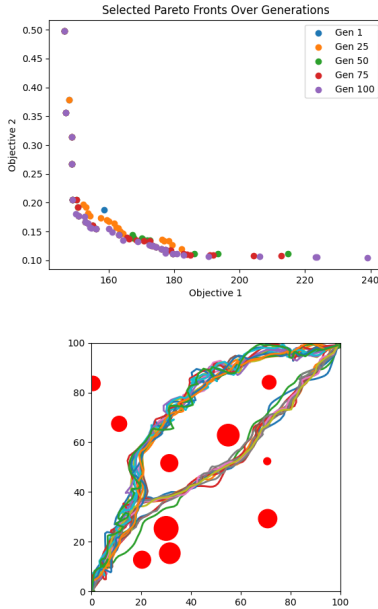 Selected Pareto Fronts Over Generations
Gen 1
Gen 25
Gen 50
Gen 75
Gen 100
Objective 2
0.50
0.45
0.40
0.35
0.30
0.25
0.20
0.15
0.10
160 180 200 220 240
Objective 1
100
80
60
40
20
0
0 20 40 60 80 100